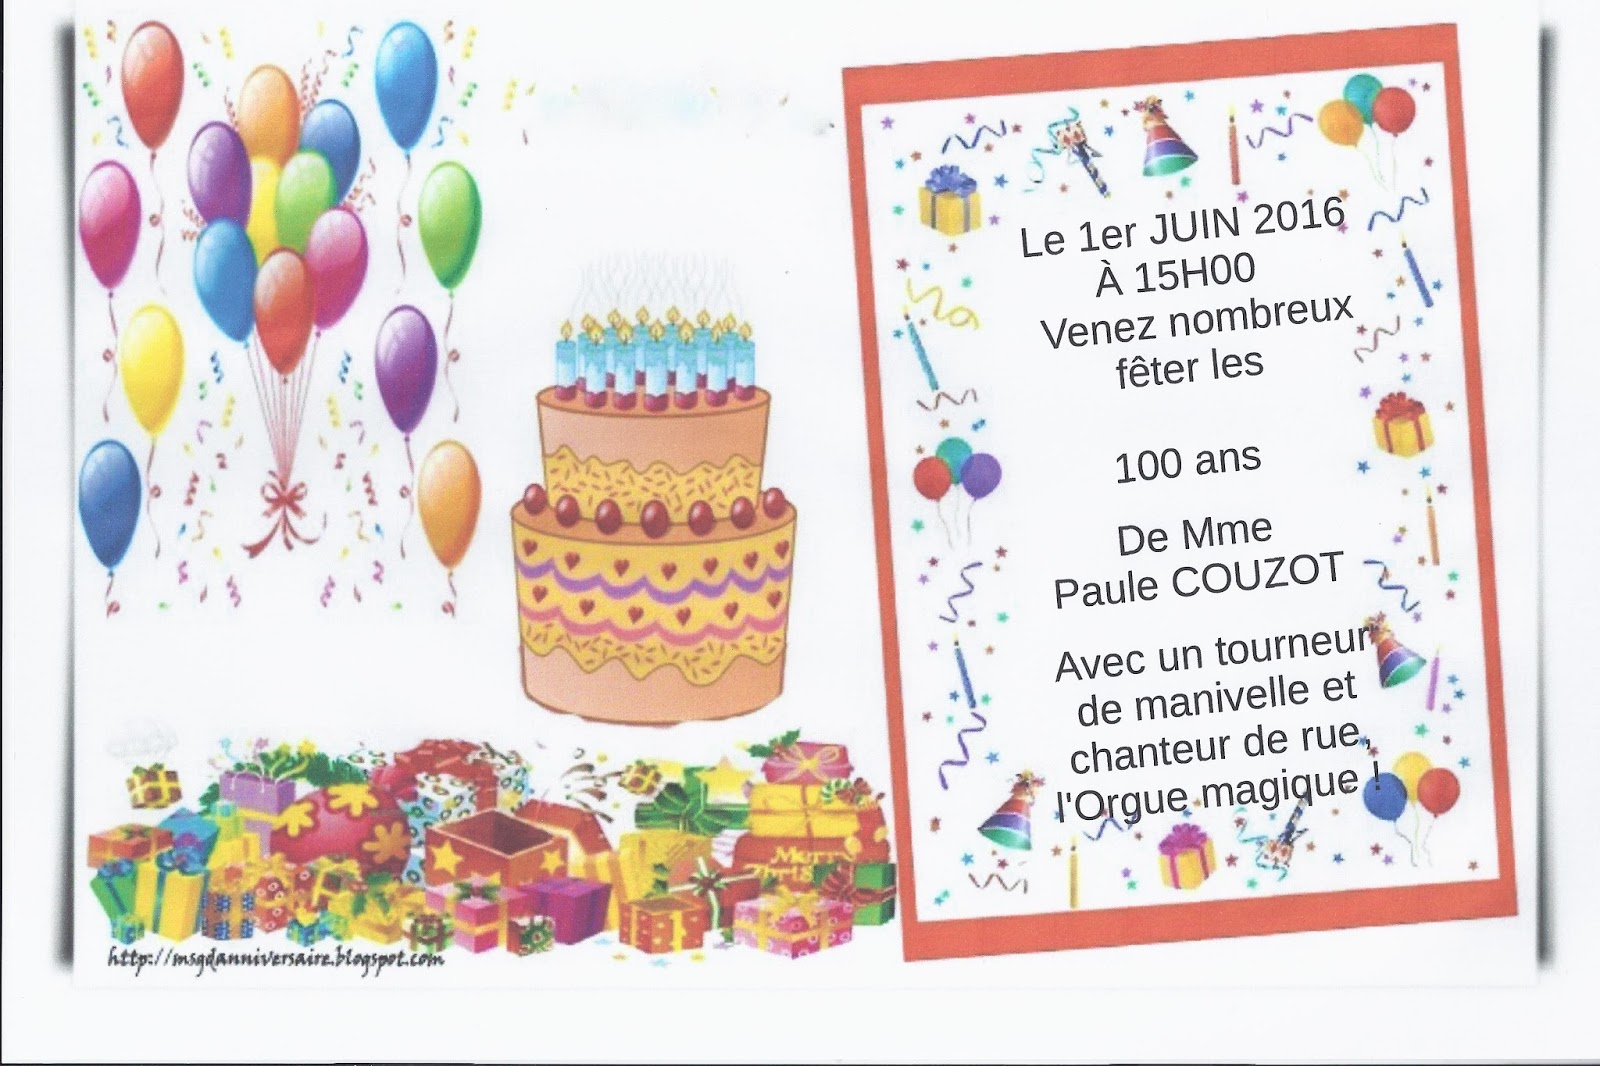 Le 1er JUIN 2016
À 15H00
Venez nombreux
fêter les
100 ans
De Mme
Paule COUZOT
Avec un tourneur
de manivelle et
chanteur de rue,
l'Orgue magique !
Merry
http://msgdanniversaire.blogspot.com